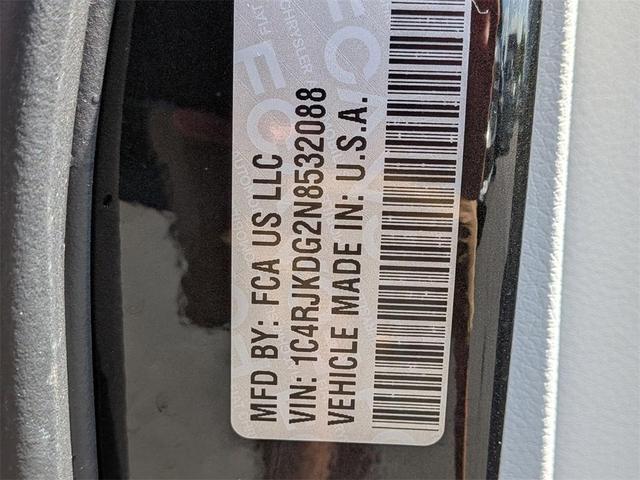 MFD BY: FCA US LLC
VIN: 1C4RJKDG2N8532088
VEHICLE MADE IN: U.S.A.